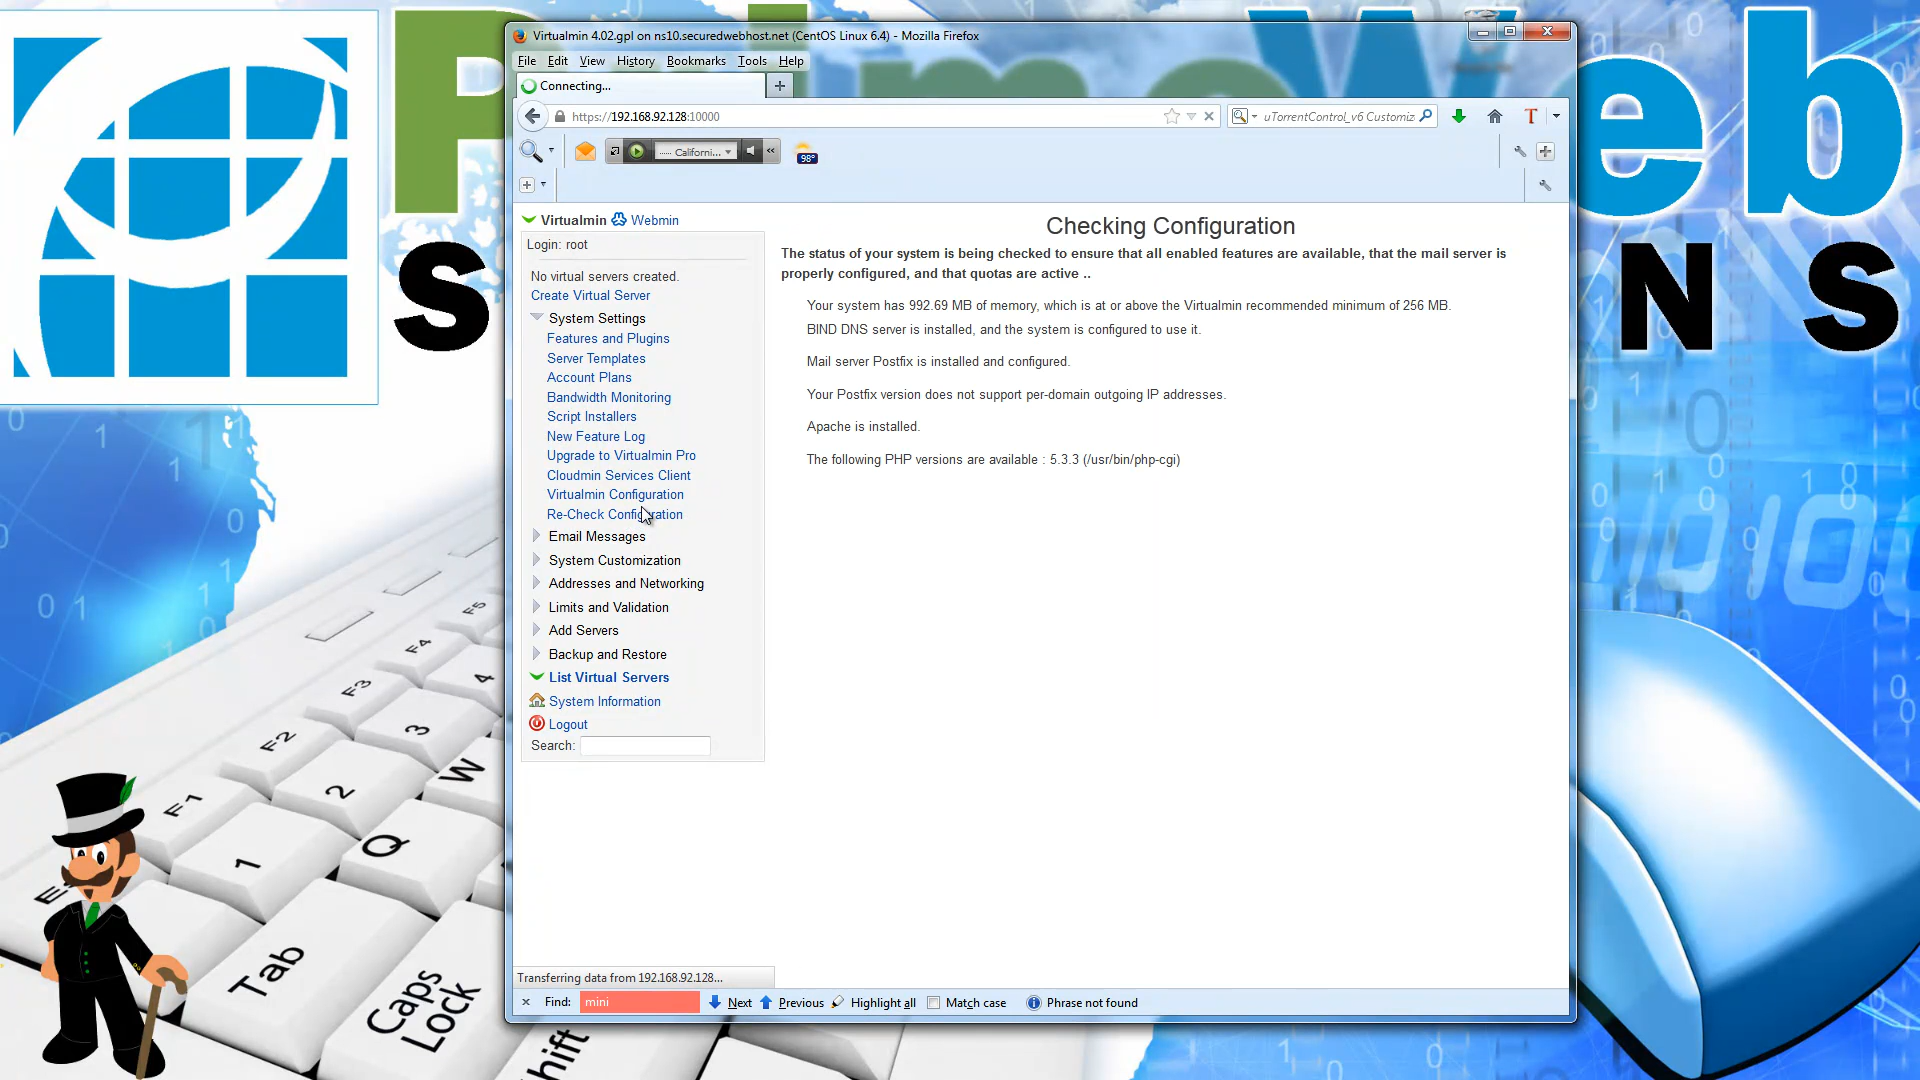 Virtualmin 4.02.gpl on ns10.securedwebhost.net (CentOS Linux 6.4) - Mozilla Firefox
File Edit View History Bookmarks Tools Help
Connecting...
https://192.168.92.128:10000
uTorrentControl_v6 Customiz
Californi...
98°
Virtualmin Webmin
Login: root
No virtual servers created.
Create Virtual Server
System Settings
Features and Plugins
Server Templates
Account Plans
Bandwidth Monitoring
Script Installers
New Feature Log
Upgrade to Virtualmin Pro
Cloudmin Services Client
Virtualmin Configuration
Re-Check Configuration
Email Messages
System Customization
Addresses and Networking
Limits and Validation
Add Servers
Backup and Restore
List Virtual Servers
System Information
Logout
Search:
Checking Configuration
The status of your system is being checked to ensure that all enabled features are available, that the mail server is
properly configured, and that quotas are active ..
Your system has 992.69 MB of memory, which is at or above the Virtualmin recommended minimum of 256 MB.
BIND DNS server is installed, and the system is configured to use it.
Mail server Postfix is installed and configured.
Your Postfix version does not support per-domain outgoing IP addresses.
Apache is installed.
The following PHP versions are available : 5.3.3 (/usr/bin/php-cgi)
Transferring data from 192.168.92.128...
Find: mini Next Previous Highlight all Match case Phrase not found
F5
F4
F3
F2
F1
4
3
2
1
W
Q
Tab
Caps
Lock